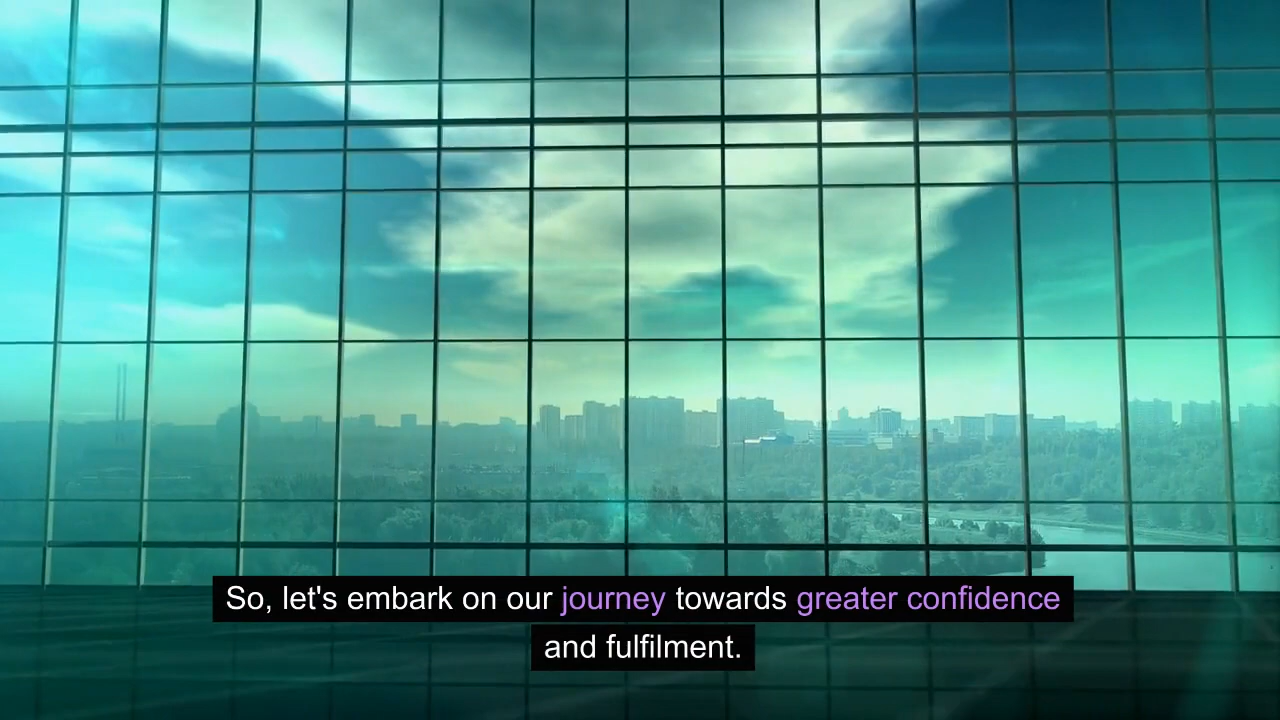 So, let's embark on our journey towards greater confidence
and fulfilment.